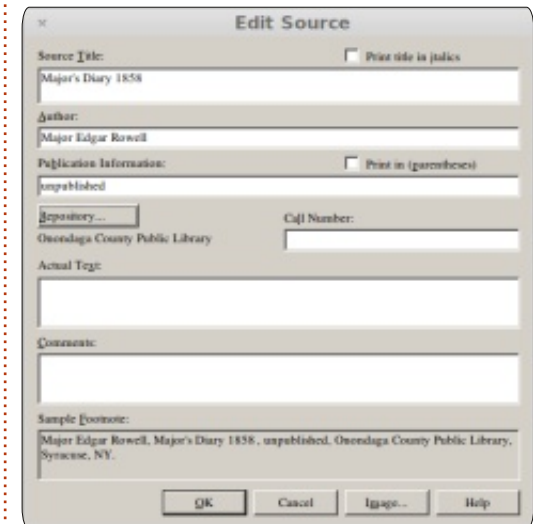 Edit Source
Source Title:
Print title in italics
Major's Diary 1858
Author:
Major Edgar Rowell
Publication Information:
Print in (parentheses)
unpublished
Repository...
Call Number:
Onondaga County Public Library
Actual Text:
Comments:
Sample Footnote:
Major Edgar Rowell, Major's Diary 1858, unpublished, Onondaga County Public Library,
Syracuse, NY.
OK
Cancel
Image...
Help